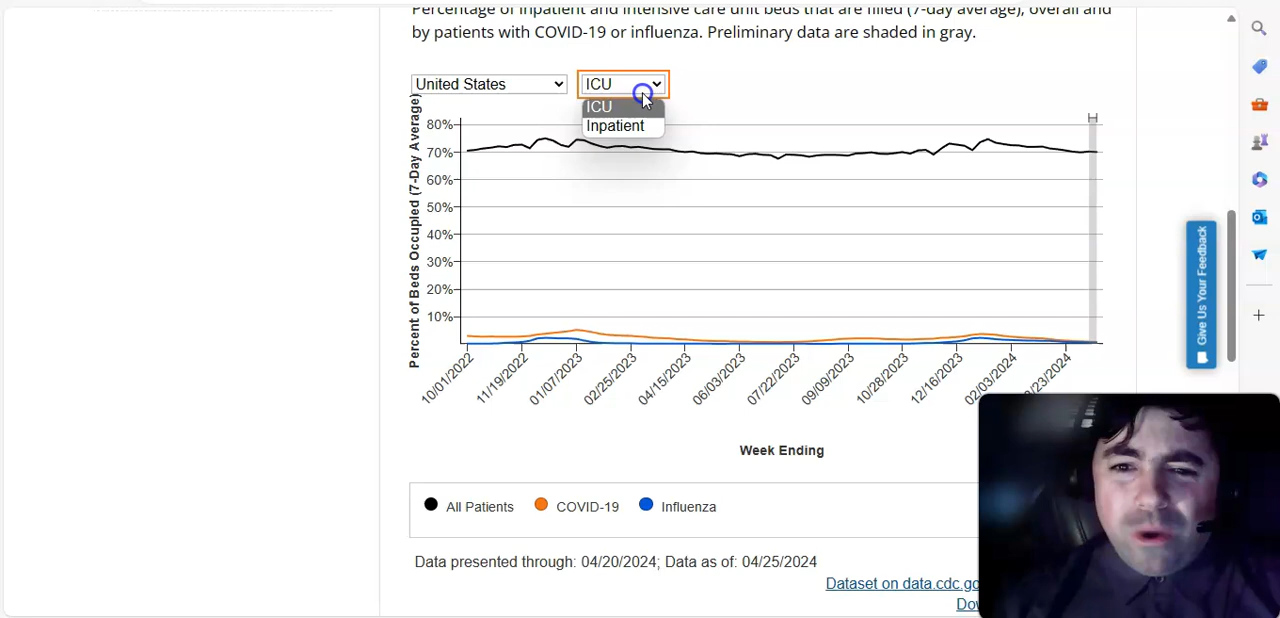 Percentage of inpatient and intensive care unit beds that are filled (7-day average), overall and
by patients with COVID-19 or influenza. Preliminary data are shaded in gray.
United States
ICU
ICU
Inpatient
Percent of Beds Occupied (7-Day Average)
80%
70%
60%
50%
40%
30%
20%
10%
10/01/2022
11/19/2022
01/07/2023
02/25/2023
04/15/2023
06/03/2023
07/22/2023
09/09/2023
10/28/2023
12/16/2023
02/03/2024
3/23/2024
Week Ending
All Patients
COVID-19
Influenza
Data presented through: 04/20/2024; Data as of: 04/25/2024
Dataset on data.cdc.go
Dow
Give Us Your Feedback